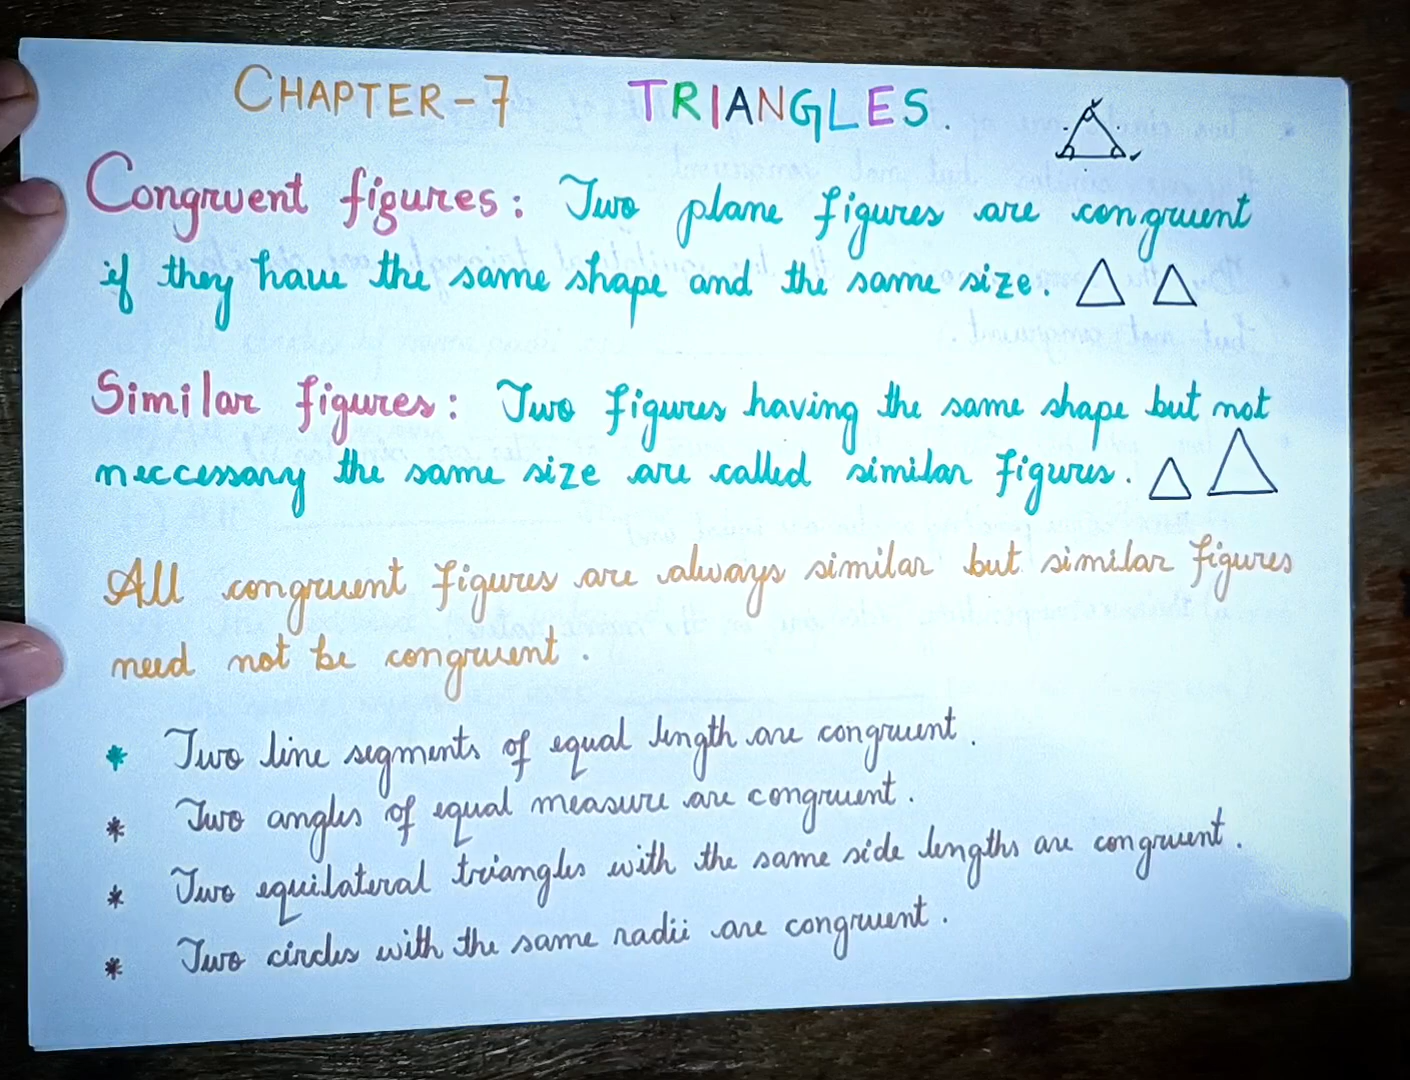 CHAPTER-7 TRIANGLES.
Congruent figures: Two plane figures are congruent
if they have the same shape and the same size.
Similar figures: Two figures having the same shape but not
neccessary the same size are called similar figures.
All congruent figures are always similar but similar figures
need not be congruent.
* Two line segments of equal length are congruent.
* Two angles of equal measure are congruent.
* Two equilateral triangles with the same side lengths are congruent.
* Two circles with the same radii are congruent.